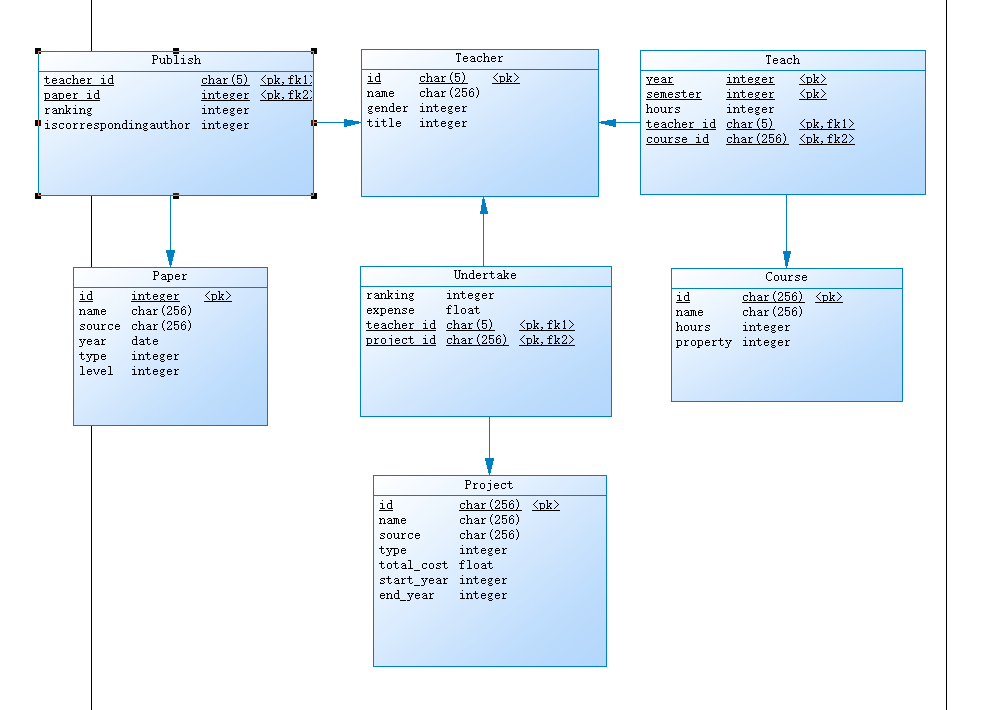 Publish
teacher_id char(5) <pk,fk1>
paper_id integer <pk,fk2>
ranking integer
iscorrespondingauthor integer
Teacher
id char(5) <pk>
name char(256)
gender integer
title integer
Teach
year integer <pk>
semester integer <pk>
hours integer
teacher_id char(5) <pk,fk1>
course_id char(256) <pk,fk2>
Paper
id integer <pk>
name char(256)
source char(256)
year date
type integer
level integer
Undertake
ranking integer
expense float
teacher_id char(5) <pk,fk1>
project_id char(256) <pk,fk2>
Course
id char(256) <pk>
name char(256)
hours integer
property integer
Project
id char(256) <pk>
name char(256)
source char(256)
type integer
total_cost float
start_year integer
end_year integer